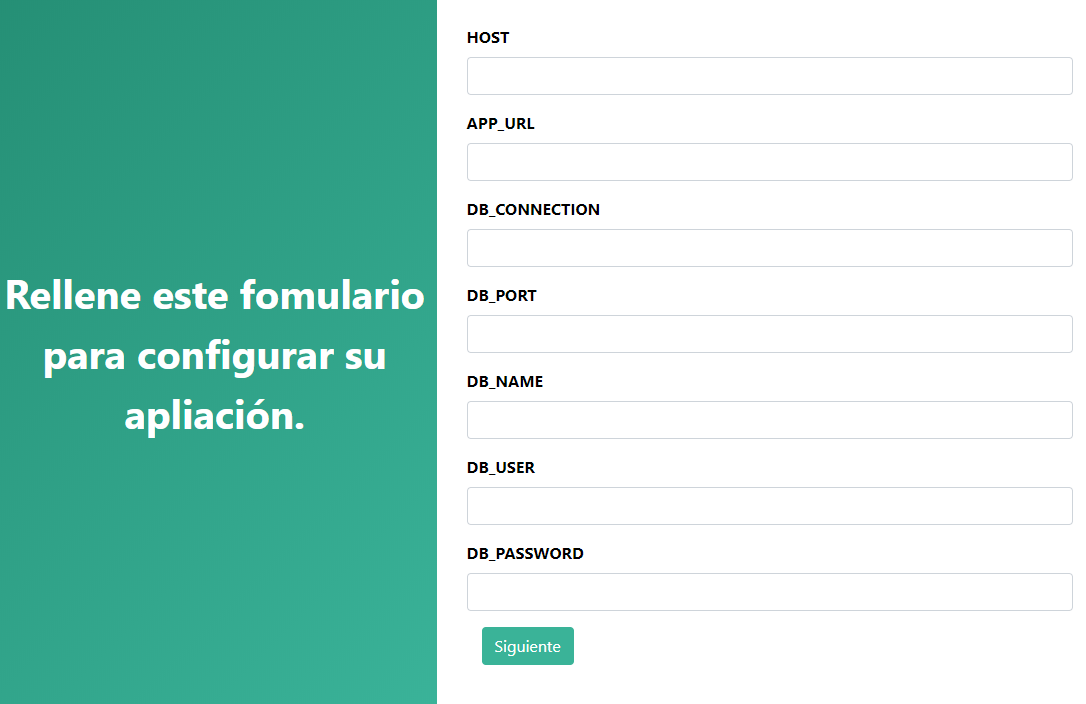 Rellene este fomulario
para configurar su
apliación.
HOST
APP_URL
DB_CONNECTION
DB_PORT
DB_NAME
DB_USER
DB_PASSWORD
Siguiente